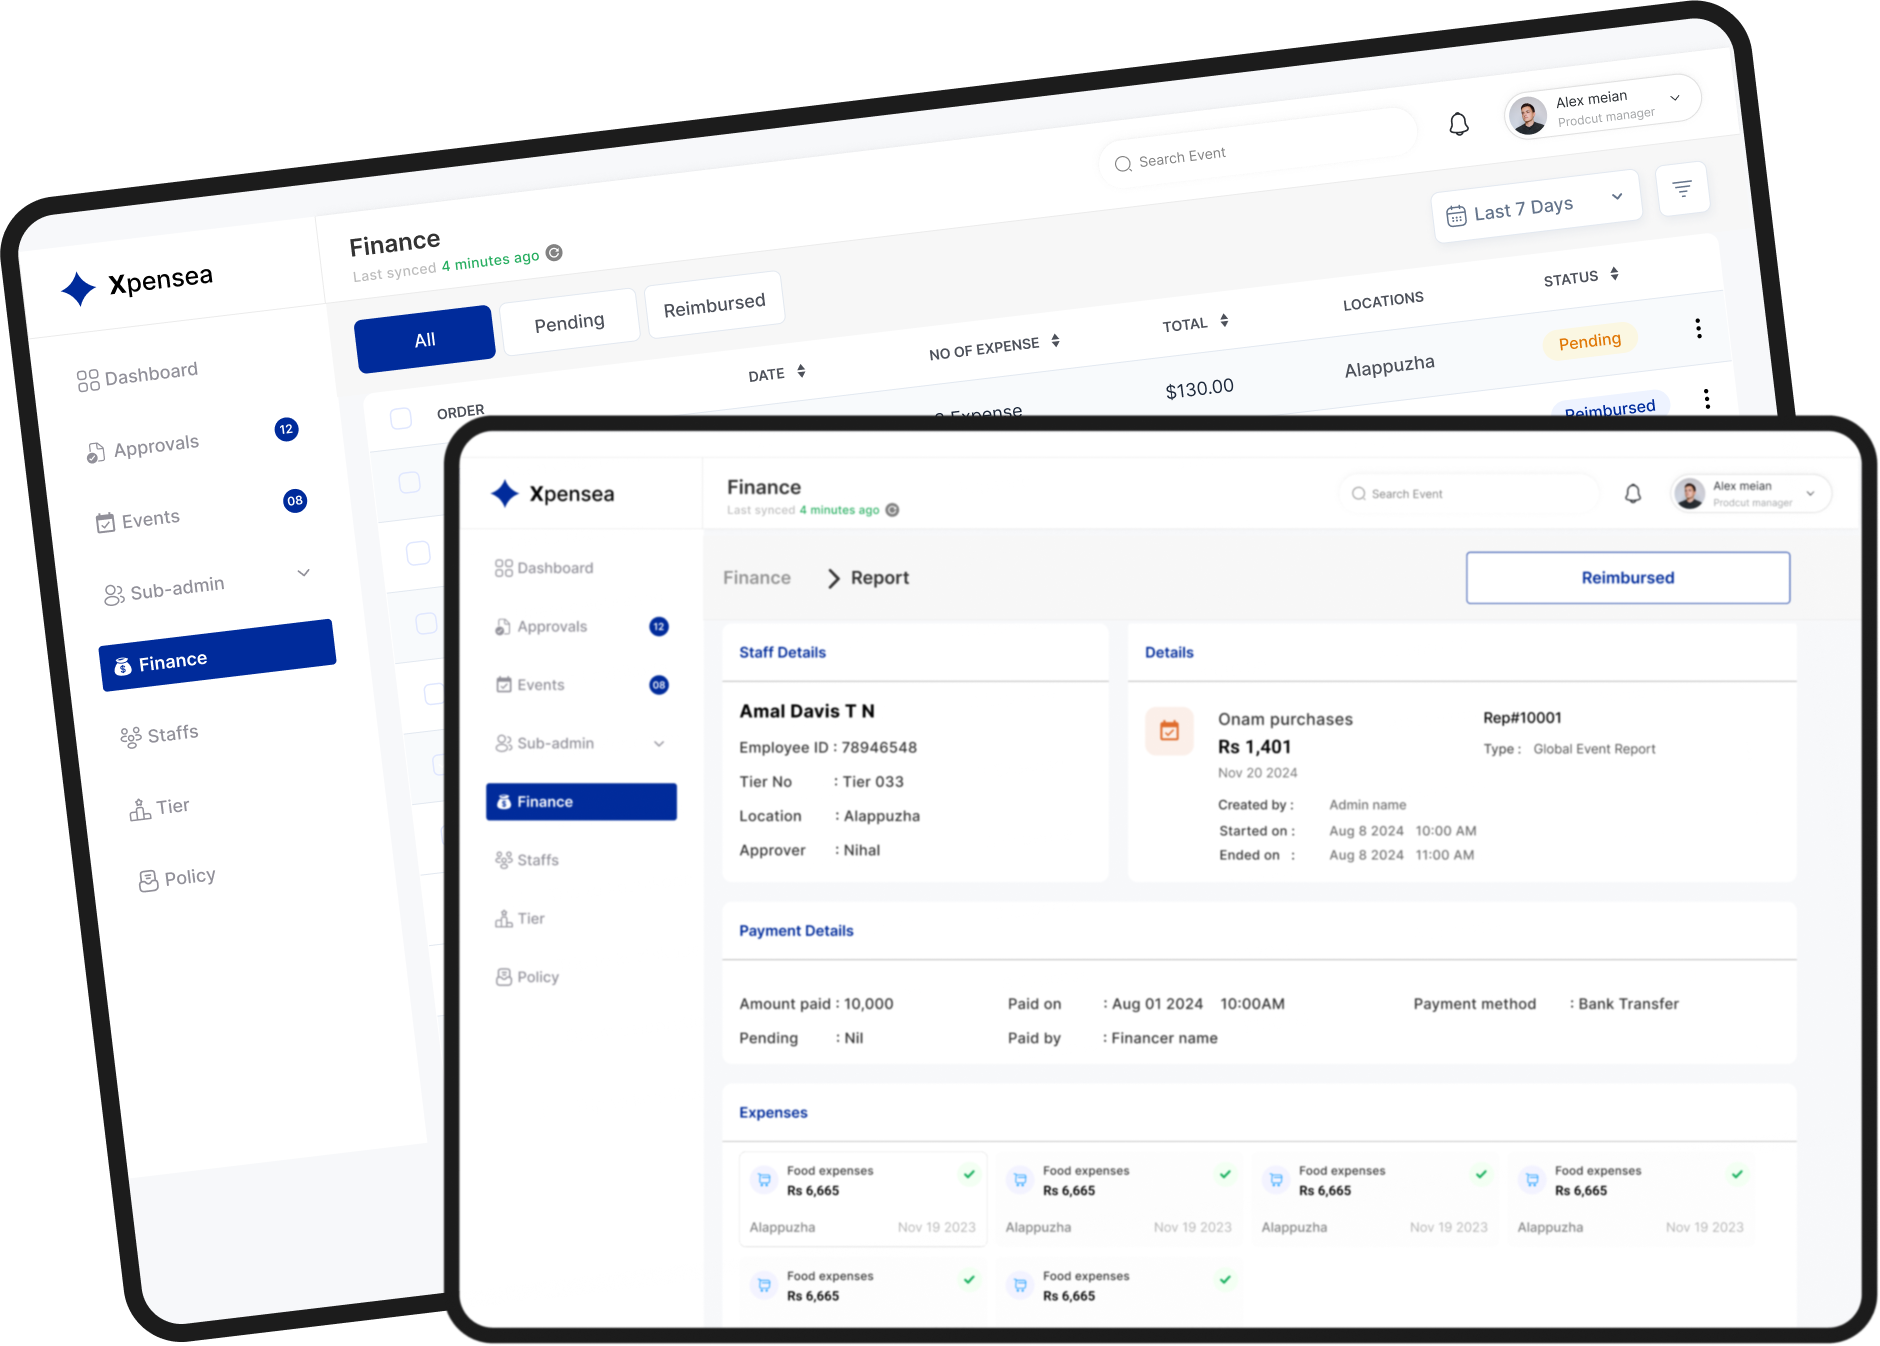 Xpensea
Finance
Last synced 4 minutes ago
Search Event
Alex meian
Prodcut manager
Last 7 Days
All
Pending
Reimbursed
ORDER
DATE
NO OF EXPENSE
TOTAL
LOCATIONS
STATUS
Expense
$130.00
Alappuzha
Pending
Reimbursed
Dashboard
Approvals 12
Events 08
Sub-admin
Finance
Staffs
Tier
Policy
Xpensea
Finance
Last synced 4 minutes ago
Search Event
Alex meian
Prodcut manager
Dashboard
Approvals 12
Events 08
Sub-admin
Finance
Staffs
Tier
Policy
Finance > Report
Reimbursed
Staff Details
Amal Davis T N
Employee ID : 78946548
Tier No : Tier 033
Location : Alappuzha
Approver : Nihal
Details
Onam purchases
Rs 1,401
Nov 20 2024
Rep#10001
Type : Global Event Report
Created by : Admin name
Started on : Aug 8 2024 10:00 AM
Ended on : Aug 8 2024 11:00 AM
Payment Details
Amount paid : 10,000 Paid on : Aug 01 2024 10:00AM Payment method : Bank Transfer
Pending : Nil Paid by : Financer name
Expenses
Food expenses Food expenses Food expenses Food expenses
Rs 6,665 Rs 6,665 Rs 6,665 Rs 6,665
Alappuzha Nov 19 2023 Alappuzha Nov 19 2023 Alappuzha Nov 19 2023 Alappuzha Nov 19 2023
Food expenses Food expenses
Rs 6,665 Rs 6,665